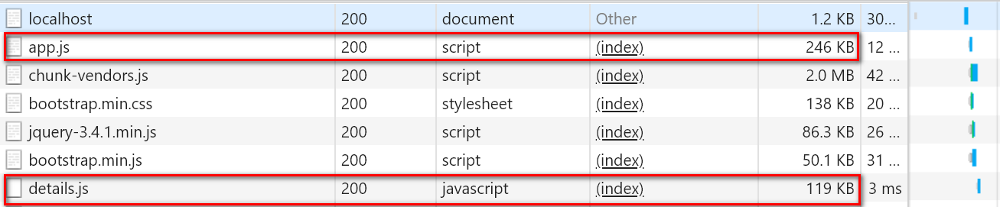 localhost 200 document Other 1.2 KB 30...
app.js 200 script (index) 246 KB 12 ...
chunk-vendors.js 200 script (index) 2.0 MB 42 ...
bootstrap.min.css 200 stylesheet (index) 138 KB 20 ...
jquery-3.4.1.min.js 200 script (index) 86.3 KB 26 ...
bootstrap.min.js 200 script (index) 50.1 KB 31 ...
details.js 200 javascript (index) 119 KB 3 ms